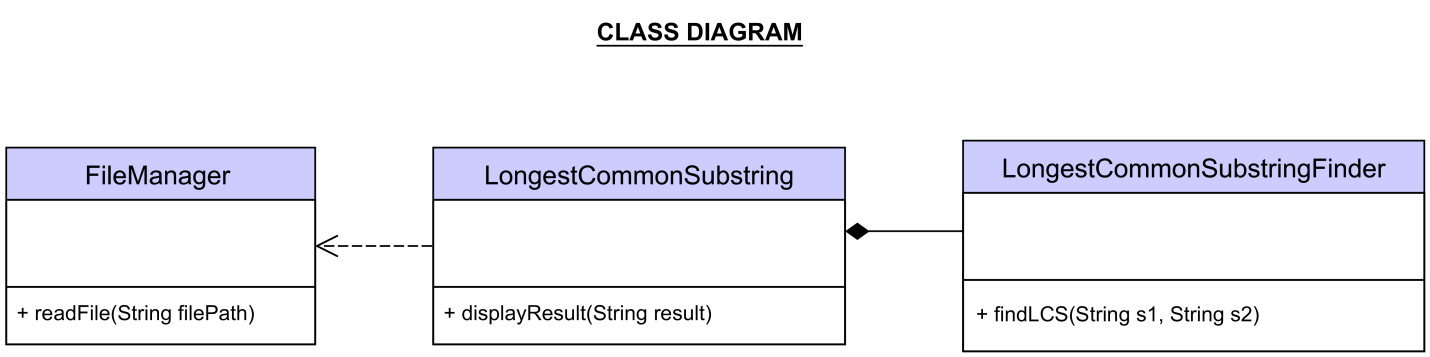 CLASS DIAGRAM
FileManager
+ readFile(String filePath)
LongestCommonSubstring
+ displayResult(String result)
LongestCommonSubstringFinder
+ findLCS(String s1, String s2)